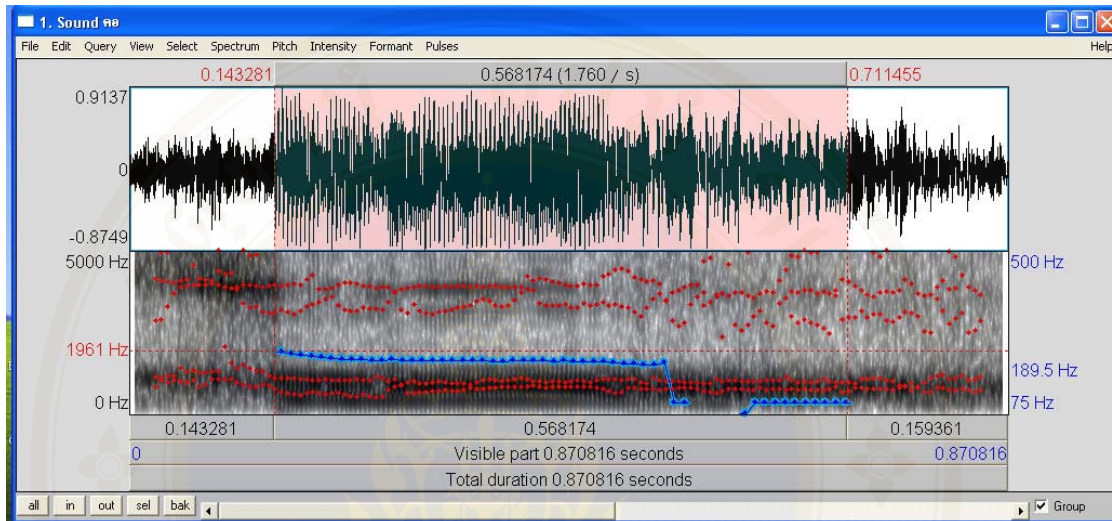 1. Sound คอ
File Edit Query View Select Spectrum Pitch Intensity Formant Pulses Help
0.143281 0.568174 (1.760 / s) 0.711455
0.9137
0
-0.8749
5000 Hz 500 Hz
1961 Hz
189.5 Hz
0 Hz 75 Hz
0.143281 0.568174 0.159361
0 Visible part 0.870816 seconds 0.870816
Total duration 0.870816 seconds
all in out sel bak Group